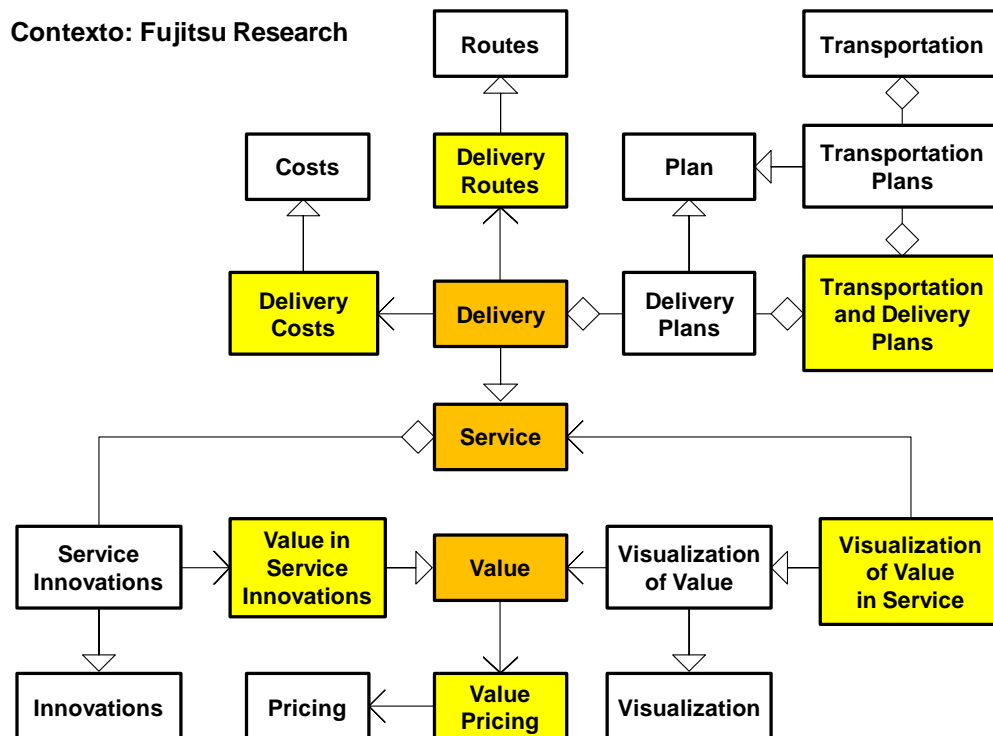 Contexto: Fujitsu Research
Routes
Transportation
Costs
Delivery
Routes
Plan
Transportation
Plans
Delivery
Costs
Delivery
Delivery
Plans
Transportation
and Delivery
Plans
Service
Service
Innovations
Value in
Service
Innovations
Value
Visualization
of Value
Visualization
of Value
in Service
Innovations
Pricing
Value
Pricing
Visualization